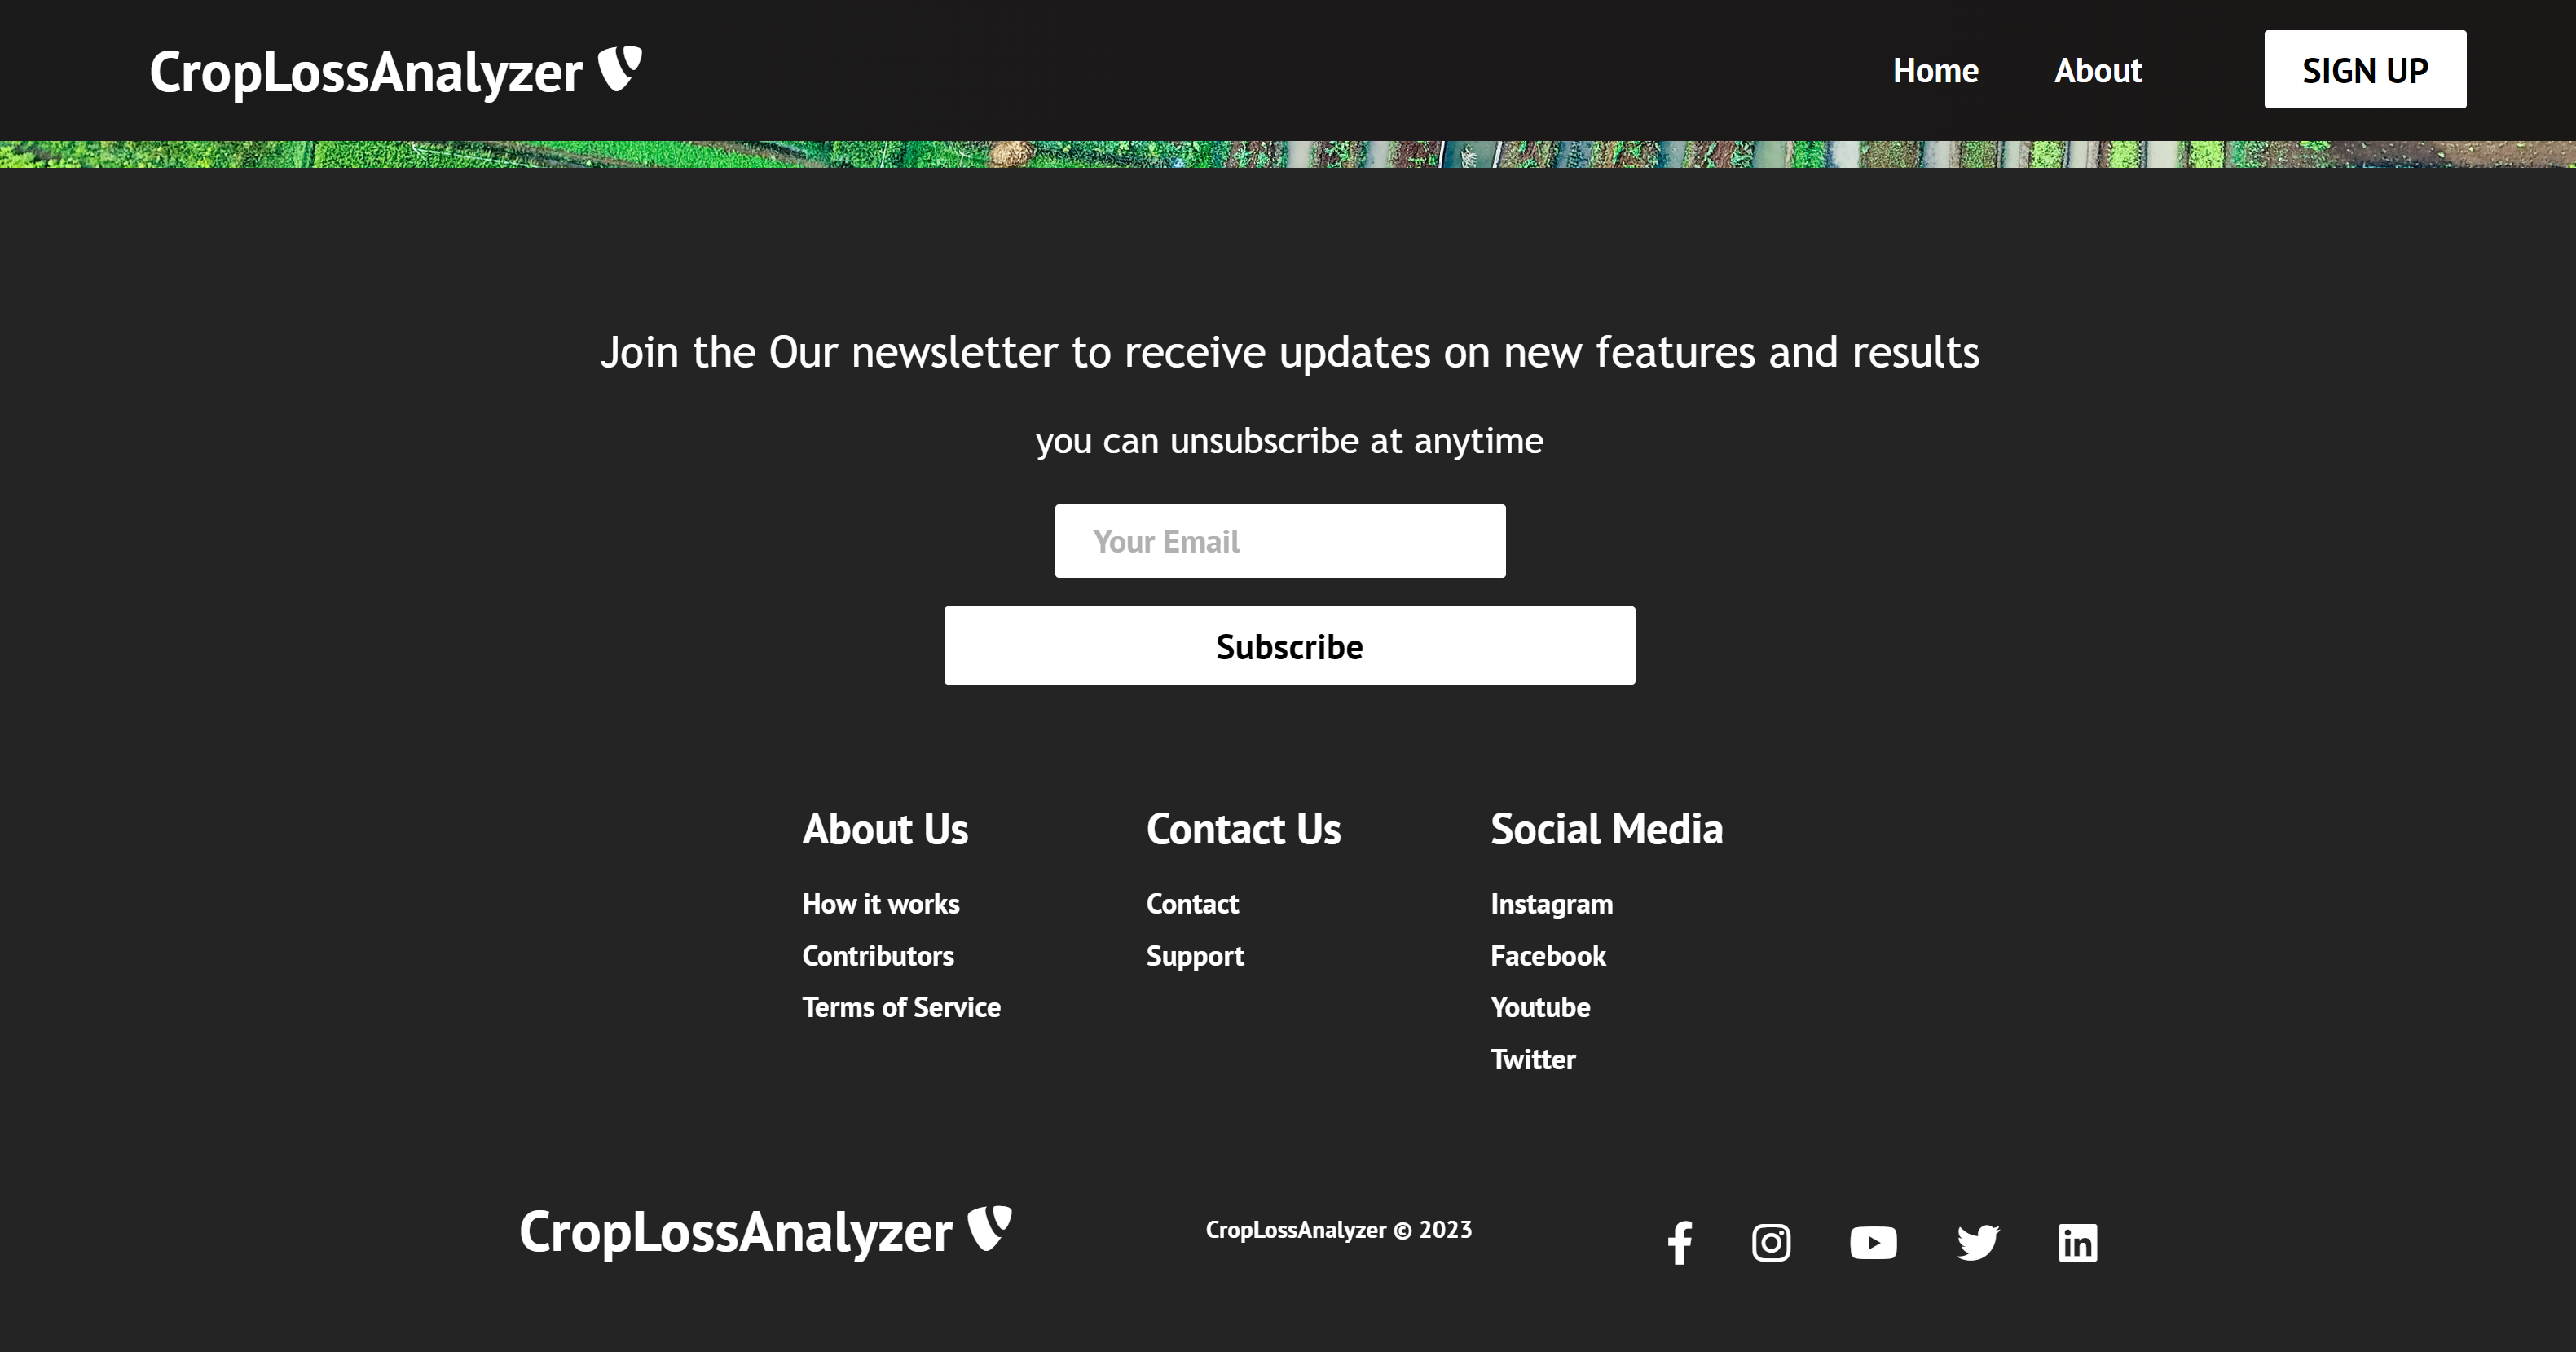 CropLossAnalyzer
Home
About
SIGN UP
Join the Our newsletter to receive updates on new features and results
you can unsubscribe at anytime
Your Email
Subscribe
About Us
How it works
Contributors
Terms of Service
Contact Us
Contact
Support
Social Media
Instagram
Facebook
Youtube
Twitter
CropLossAnalyzer
CropLossAnalyzer © 2023